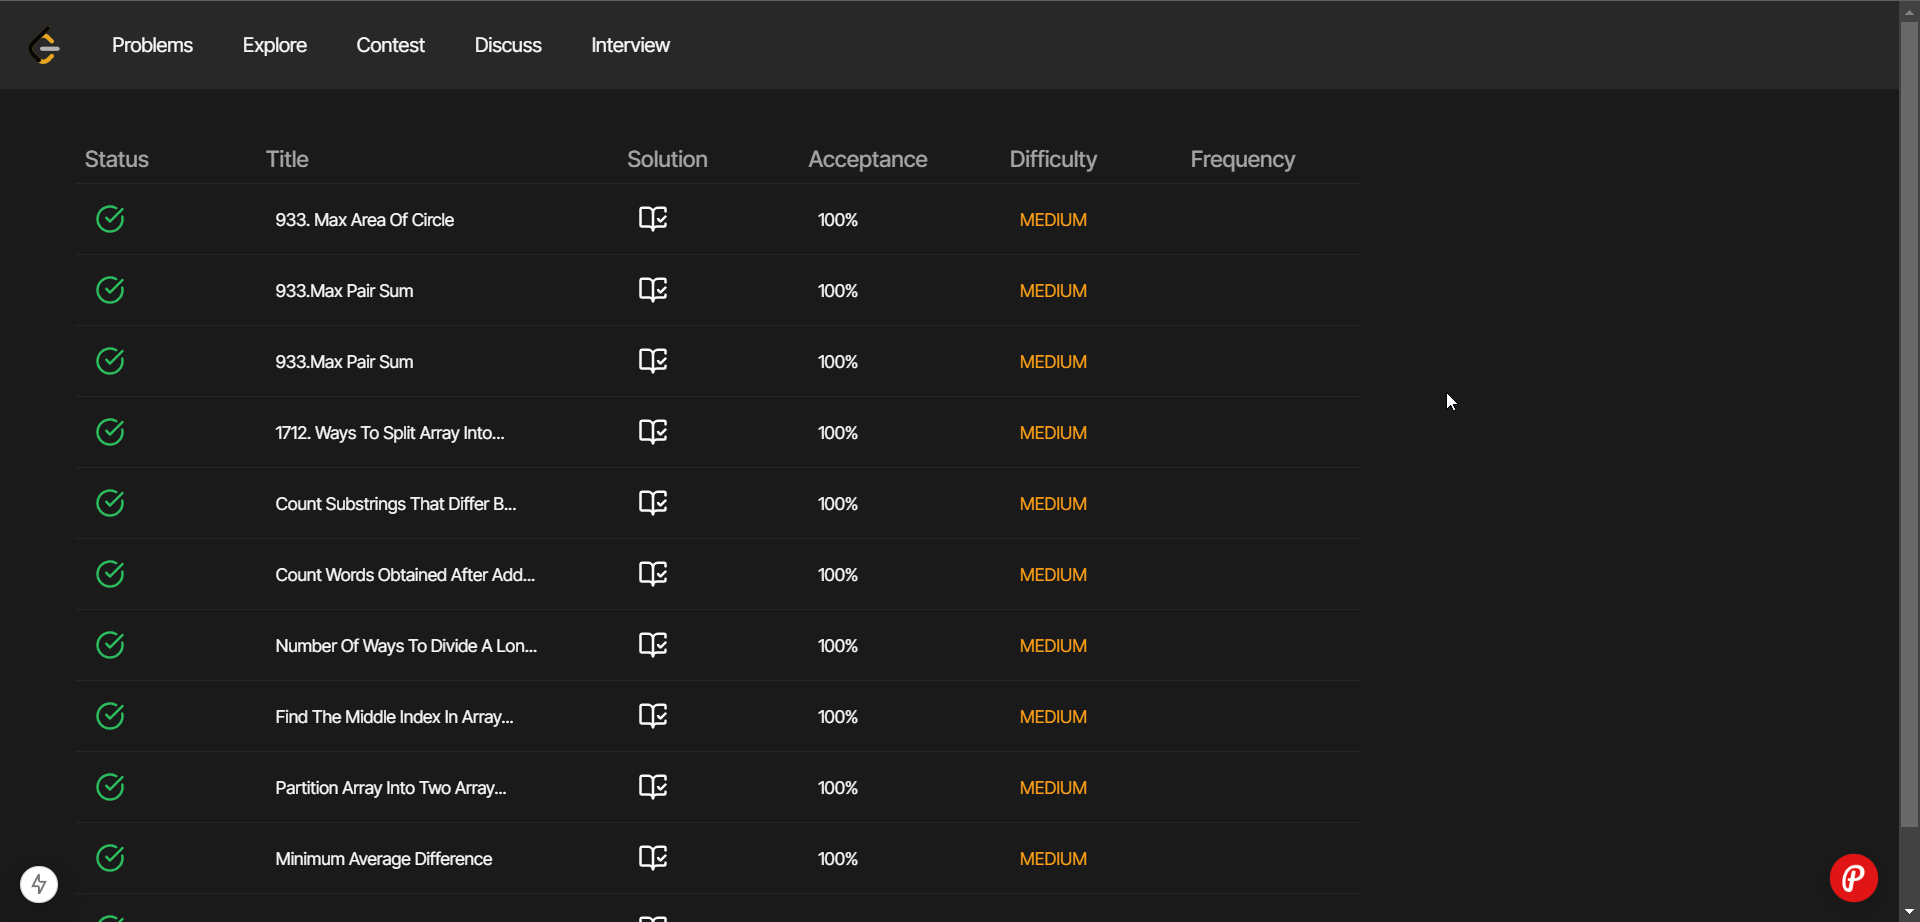 Problems Explore Contest Discuss Interview
Status Title Solution Acceptance Difficulty Frequency
933. Max Area Of Circle 100% MEDIUM
933.Max Pair Sum 100% MEDIUM
933.Max Pair Sum 100% MEDIUM
1712. Ways To Split Array Into... 100% MEDIUM
Count Substrings That Differ B... 100% MEDIUM
Count Words Obtained After Add... 100% MEDIUM
Number Of Ways To Divide A Lon... 100% MEDIUM
Find The Middle Index In Array... 100% MEDIUM
Partition Array Into Two Array... 100% MEDIUM
Minimum Average Difference 100% MEDIUM